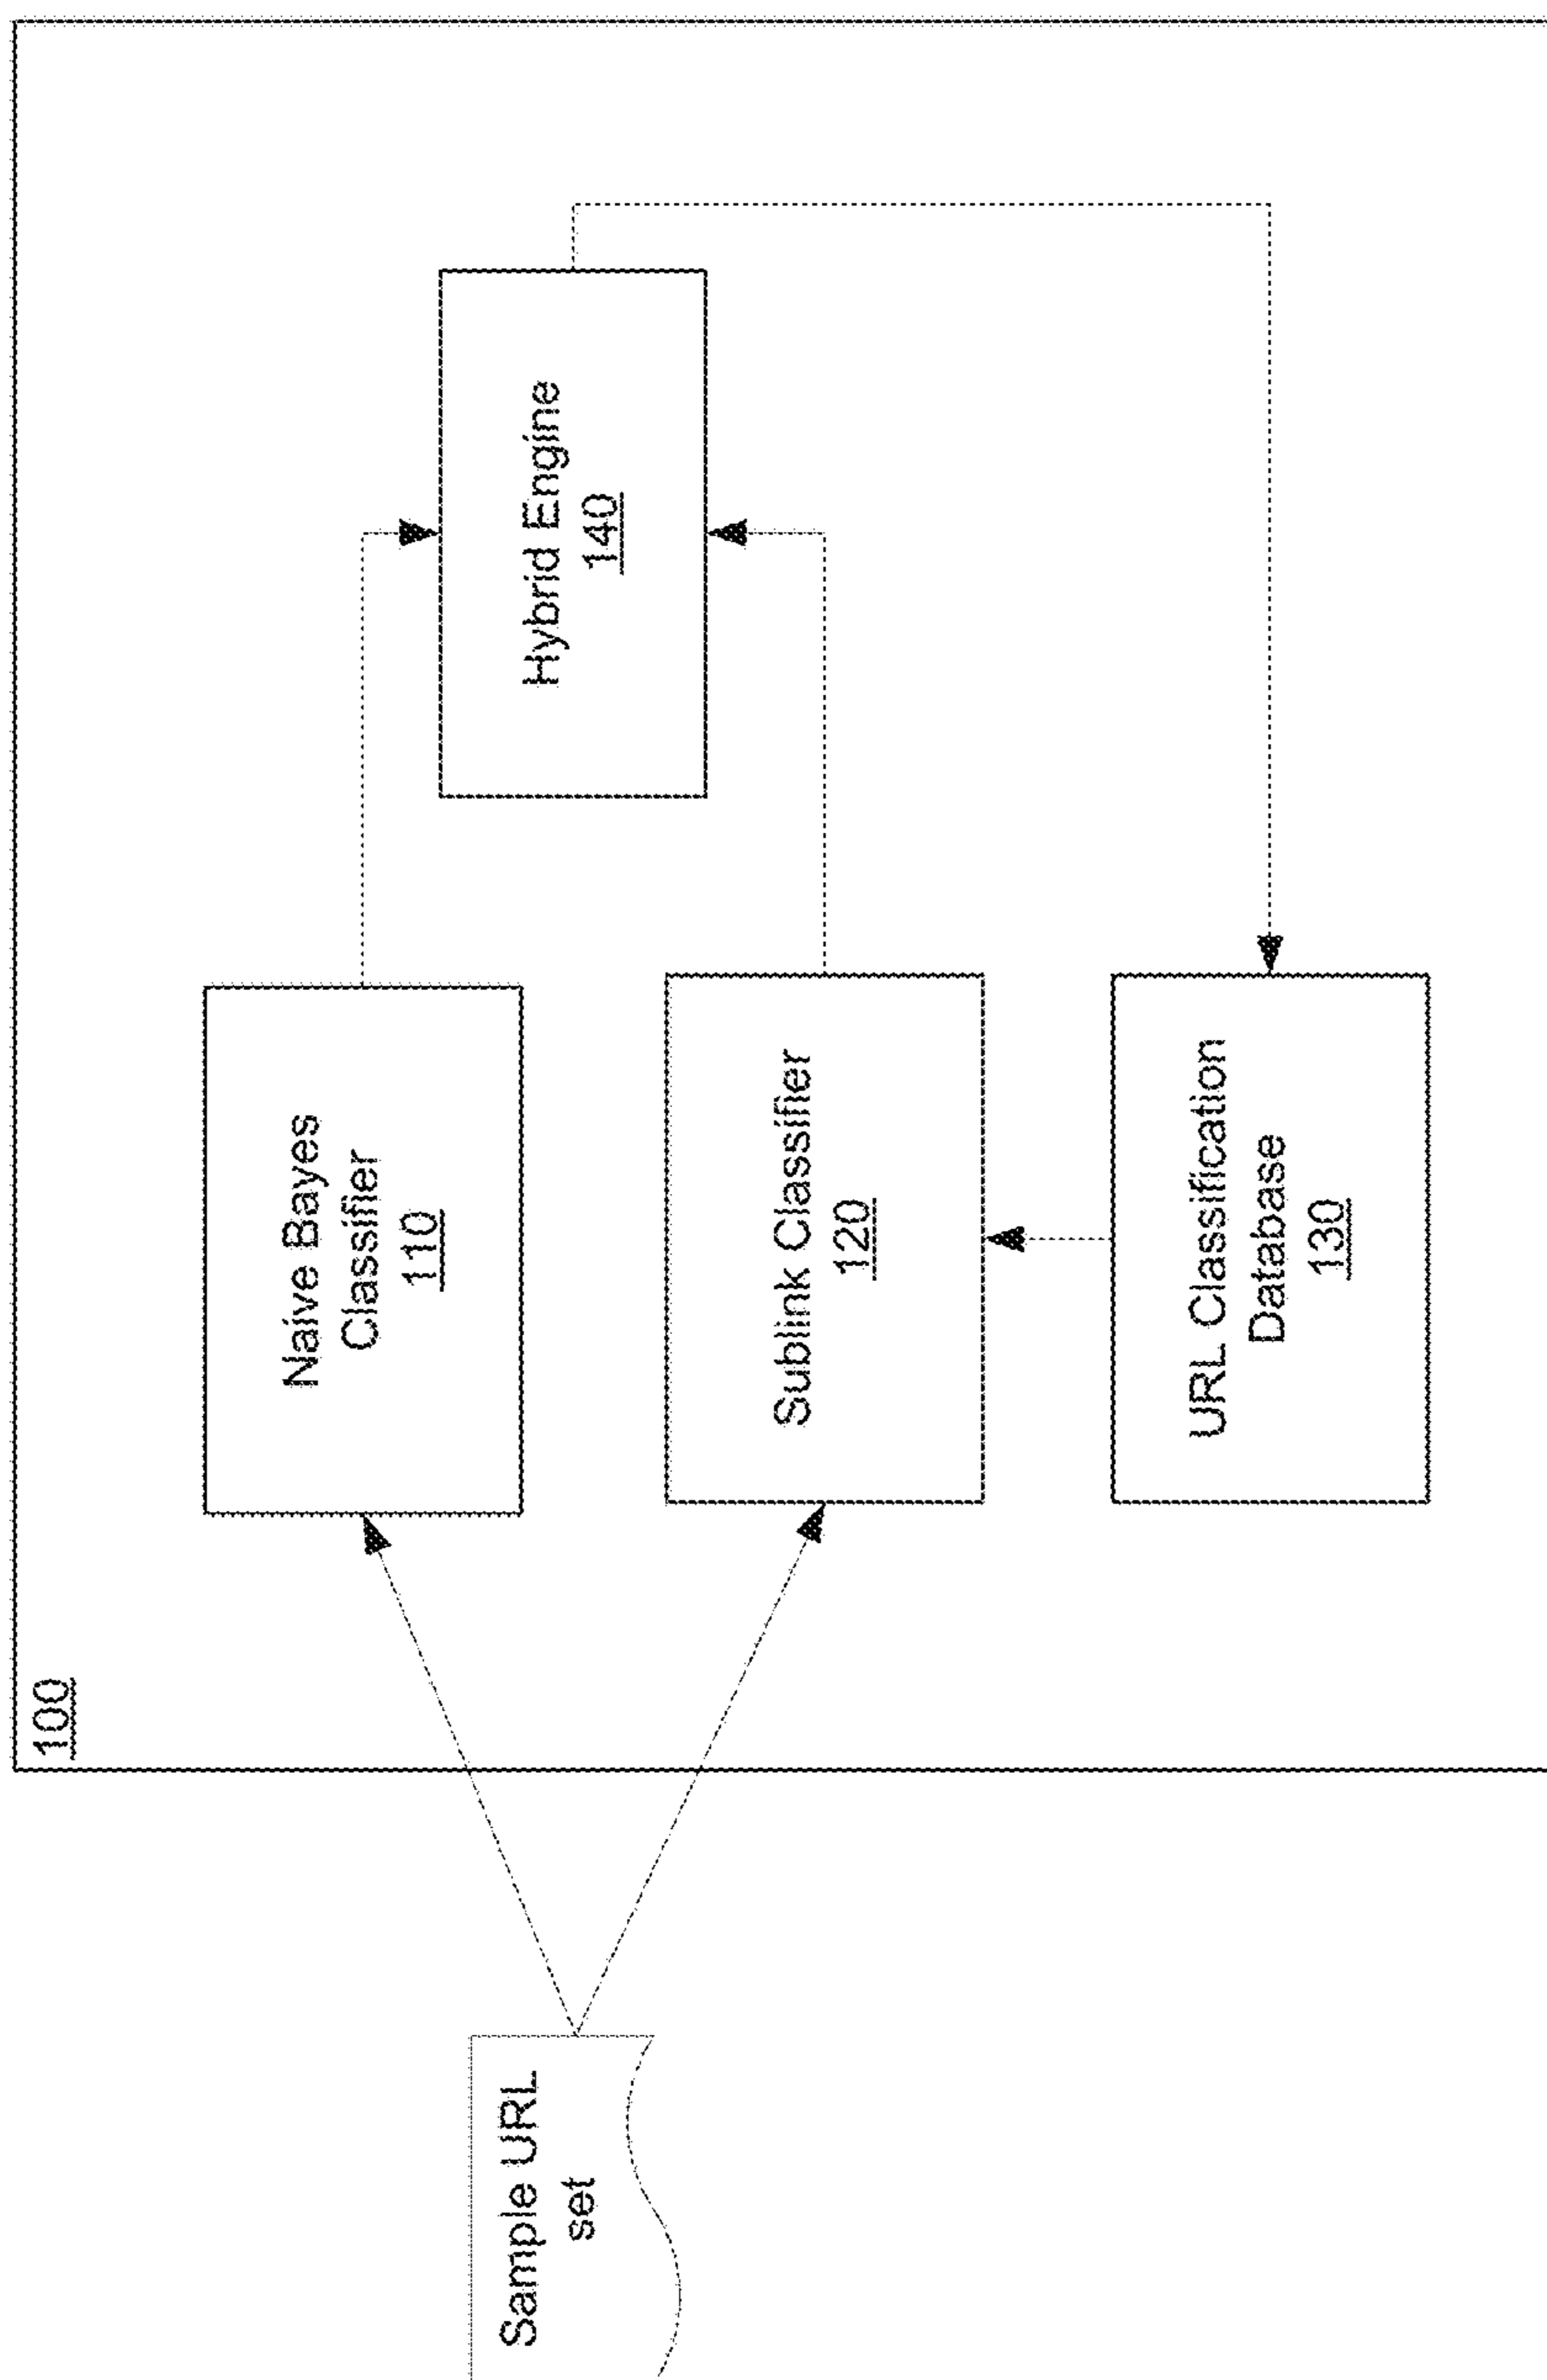 100
Sample URL
set
Naive Bayes
Classifier
110
Sublink Classifier
120
URL Classification
Database
130
Hybrid Engine
140